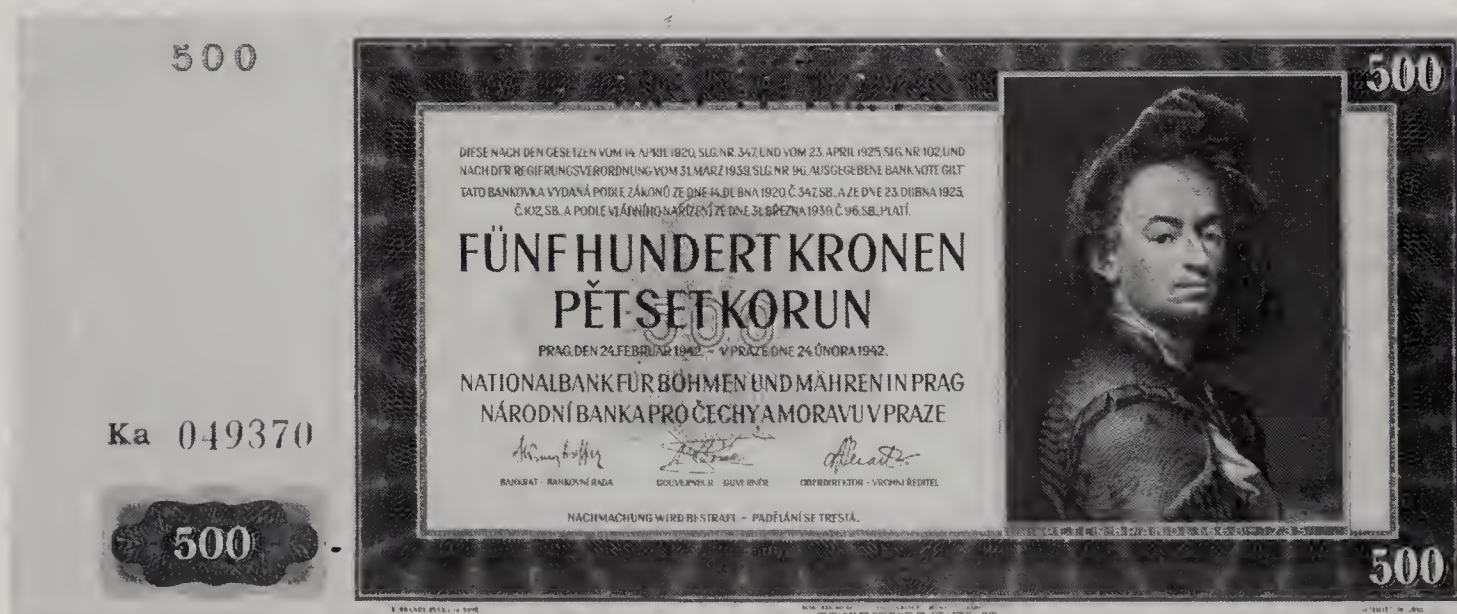 500
500
DIESE NACH DEN GESETZEN VOM 14. APRIL 1920, SLG. NR. 347, UND VOM 23. APRIL 1925, SLG. NR. 102, UND
NACH DER REGIERUNGSVERORDNUNG VOM 31. MÄRZ 1939, SLG. NR. 96, AUSGEGEBENE BANKNOTE GILT
TATO BANKOVKA VYDANÁ PODLE ZÁKONŮ ZE DNE 14. DUBNA 1920 Č. 347 SB., A ZE DNE 23. DUBNA 1925,
Č. 102, SB., A PODLE VLÁDNÍHO NAŘÍZENÍ ZE DNE 31. BŘEZNA 1939, Č. 96, SB., PLATÍ.
FÜNFHUNDERT KRONEN
PĚT SET KORUN
500
PRAG, DEN 24. FEBRUAR 1942. – V PRAZE DNE 24. ÚNORA 1942.
NATIONALBANK FÜR BÖHMEN UND MÄHREN IN PRAG
NÁRODNÍ BANKA PRO ČECHY A MORAVU V PRAZE
Ka 049370
BANKRAT - BANKOVNÍ RADA
GOUVERNEUR - GUVERNÉR
OBERDIREKTOR - VRCHNÍ ŘEDITEL
NACHMACHUNG WIRD BESTRAFT – PADĚLÁNÍ SE TRESTÁ.
500
500